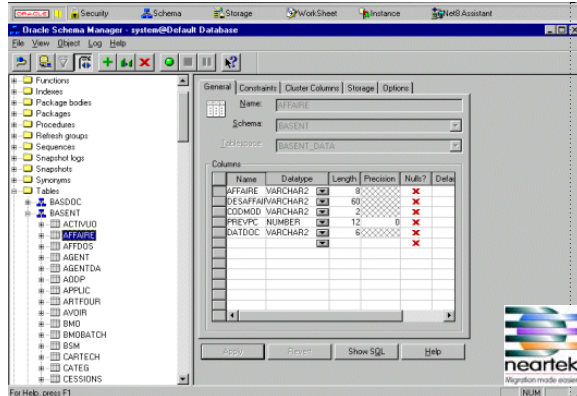 ORACLE Security Schema Storage WorkSheet Instance Net8 Assistant
Oracle Schema Manager - system@Default Database
File View Object Log Help
Functions
Indexes
Package bodies
Packages
Procedures
Refresh groups
Sequences
Snapshot logs
Snapshots
Synonyms
Tables
BASDOC
BASENT
ACTIVUO
AFFAIRE
AFFDOS
AGENT
AGENTDA
AODP
APPLIC
ARTFOUR
AVOIR
BMO
BMOBATCH
BSM
CARTECH
CATEG
CESSIONS
General Constraints Cluster Columns Storage Options
Name: AFFAIRE
Schema: BASENT
Tablespace: BASENT_DATA
Columns
Name Datatype Length Precision Nulls? Defau
AFFAIRE VARCHAR2 8
DESAFFAI VARCHAR2 60
CODMOD VARCHAR2 2
PREVPC NUMBER 12 0
DATDOC VARCHAR2 6
Apply Revert Show SQL Help
neartek
Migration made easier
For Help, press F1 NUM